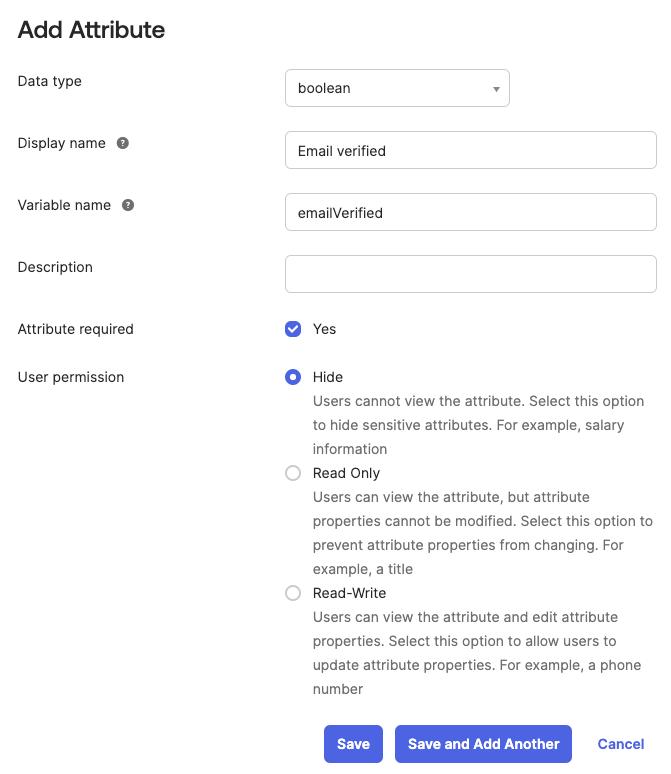 Add Attribute
Data type
boolean
Display name ?
Email verified
Variable name ?
emailVerified
Description
Attribute required
Yes
User permission
Hide
Users cannot view the attribute. Select this option
to hide sensitive attributes. For example, salary
information
Read Only
Users can view the attribute, but attribute
properties cannot be modified. Select this option to
prevent attribute properties from changing. For
example, a title
Read-Write
Users can view the attribute and edit attribute
properties. Select this option to allow users to
update attribute properties. For example, a phone
number
Save
Save and Add Another
Cancel